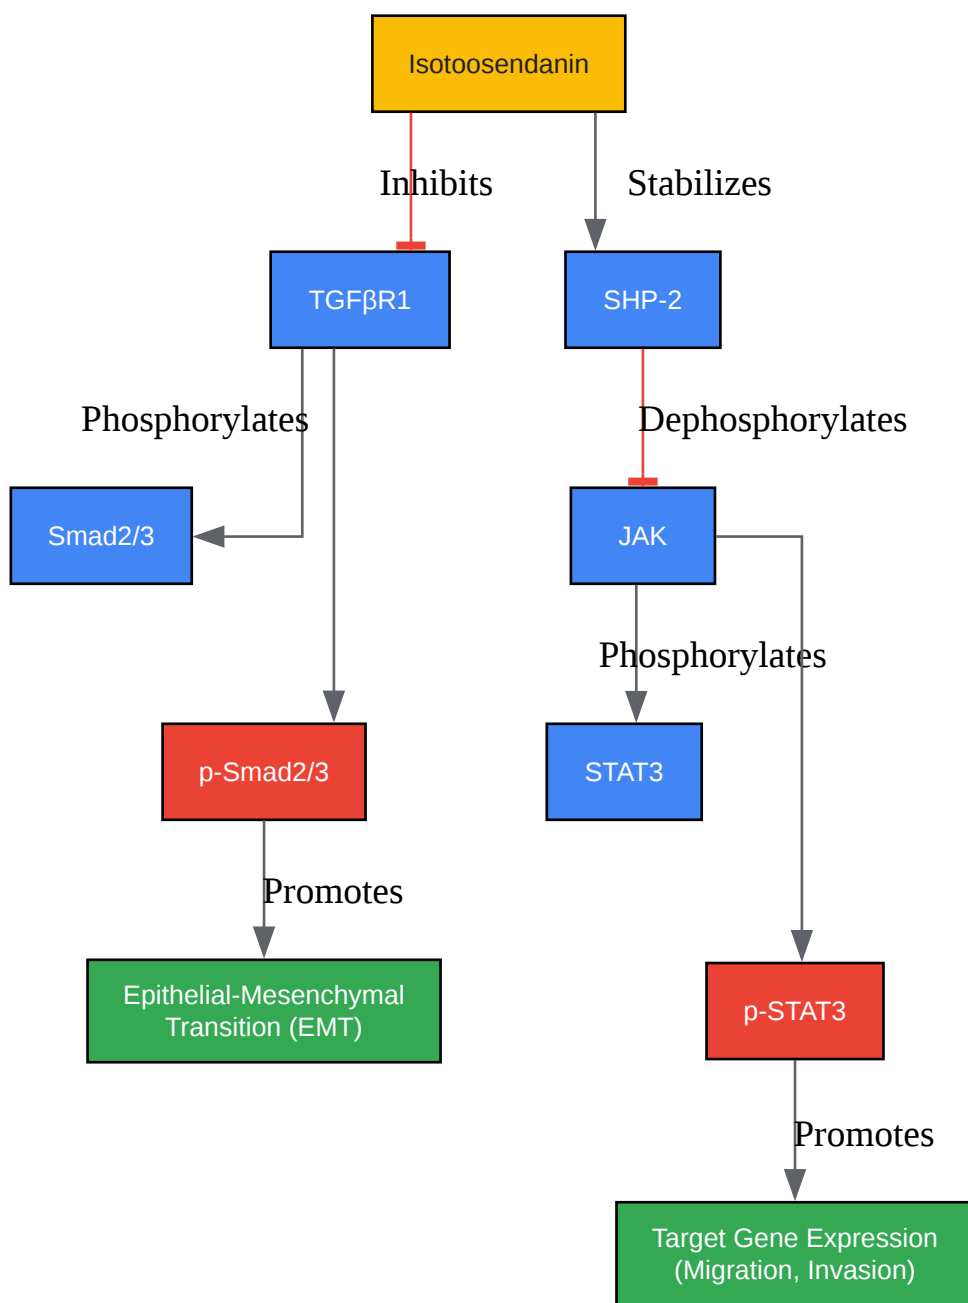 Isotoosendanin
Inhibits
Stabilizes
TGFβR1
SHP-2
Phosphorylates
Dephosphorylates
Smad2/3
JAK
Phosphorylates
p-Smad2/3
STAT3
Promotes
Epithelial-Mesenchymal
Transition (EMT)
p-STAT3
Promotes
Target Gene Expression
(Migration, Invasion)